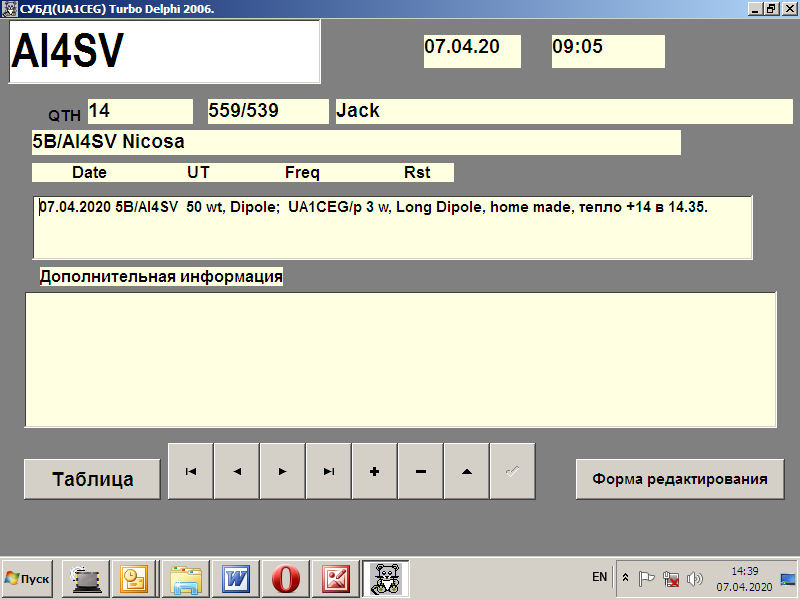 СУБД(UA1CEG) Turbo Delphi 2006.
AI4SV
07.04.20 09:05
QTH 14 559/539 Jack
5B/AI4SV Nicosa
Date UT Freq Rst
07.04.2020 5B/AI4SV 50 wt, Dipole; UA1CEG/p 3 w, Long Dipole, home made, тепло +14 в 14.35.
Дополнительная информация
Таблица Форма редактирования
Пуск EN 14:39
07.04.2020